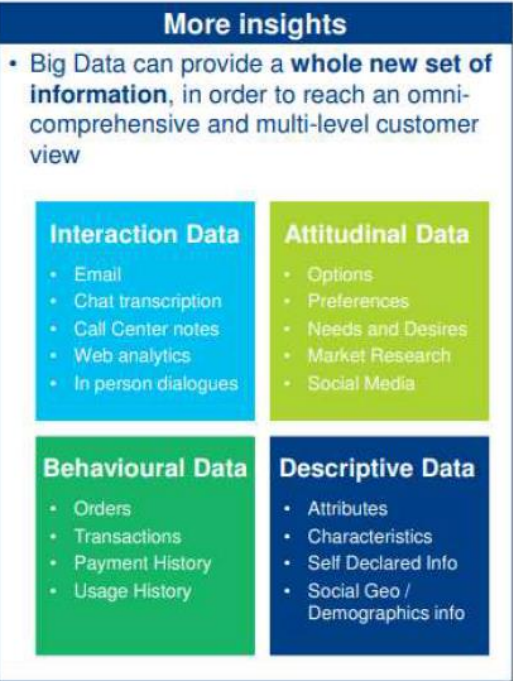 More insights
• Big Data can provide a whole new set of
information, in order to reach an omni-
comprehensive and multi-level customer
view
Interaction Data
• Email
• Chat transcription
• Call Center notes
• Web analytics
• In person dialogues
Attitudinal Data
• Options
• Preferences
• Needs and Desires
• Market Research
• Social Media
Behavioural Data
• Orders
• Transactions
• Payment History
• Usage History
Descriptive Data
• Attributes
• Characteristics
• Self Declared Info
• Social Geo /
Demographics info